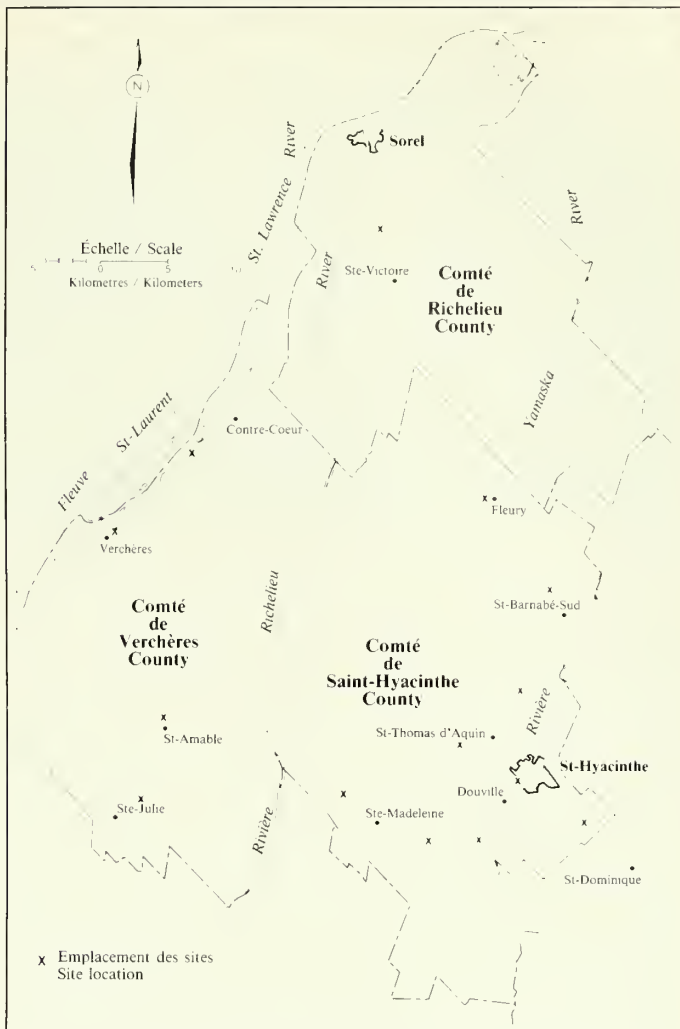 N
Sorel
River
St. Lawrence
River
Échelle / Scale
5 0 5 10
Kilometres / Kilometers
River
Ste-Victoire
Comté
de
Richelieu
County
Yamaska
Contre-Coeur
Fleuve St-Laurent
Fleury
Verchères
St-Barnabé-Sud
Richelieu
Comté
de
Verchères
County
Comté
de
Saint-Hyacinthe
County
Rivière
St-Amable
St-Thomas d'Aquin
St-Hyacinthe
Douville
Ste-Julie
Rivière
Ste-Madeleine
St-Dominique
x Emplacement des sites
Site location